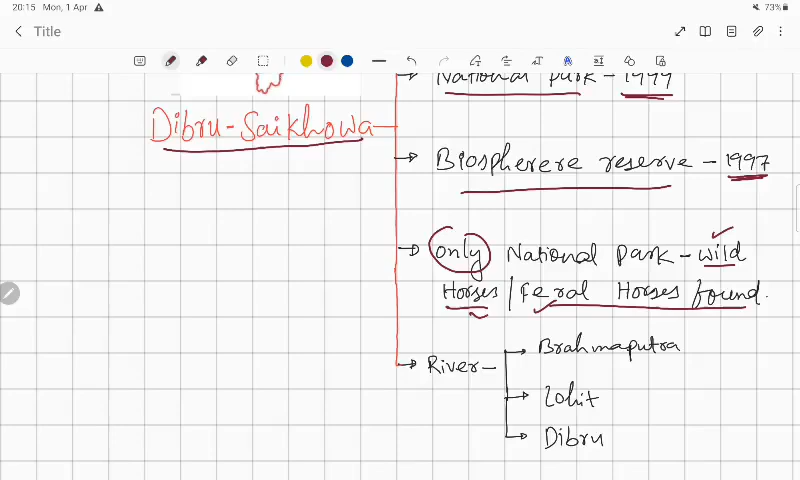 20:15 Mon, 1 Apr
73%
Title
National park - 1999
Dibru-Saikhowa
Biospherere reserve - 1997
only National park - wild
Horses / Feral Horses found.
River -
Brahmaputra
Lohit
Dibru